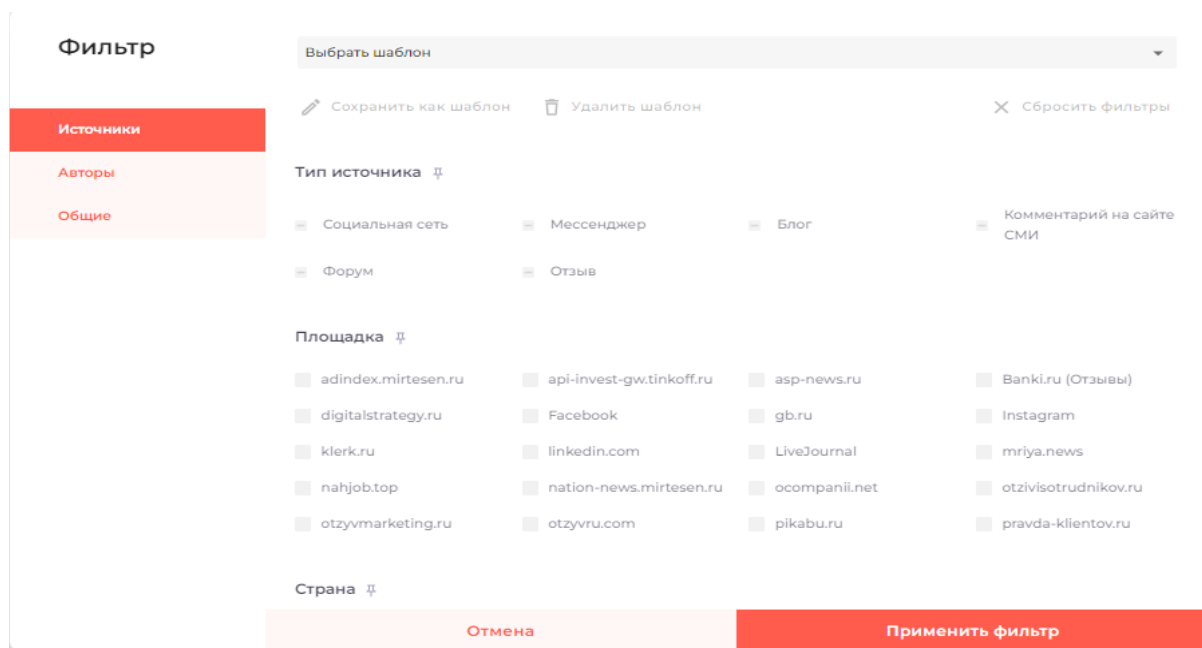 Фильтр
Выбрать шаблон
Сохранить как шаблон Удалить шаблон Сбросить фильтры
Источники
Авторы
Общие
Тип источника
Социальная сеть Мессенджер Блог Комментарий на сайте
СМИ
Форум Отзыв
Площадка
adindex.mirtesen.ru api-invest-gw.tinkoff.ru asp-news.ru Banki.ru (Отзывы)
digitalstrategy.ru Facebook gb.ru Instagram
klerk.ru linkedin.com LiveJournal mriya.news
nahjob.top nation-news.mirtesen.ru ocompanii.net otzivisotrudnikov.ru
otzyvmarketing.ru otzyvru.com pikabu.ru pravda-klientov.ru
Страна
Отмена Применить фильтр